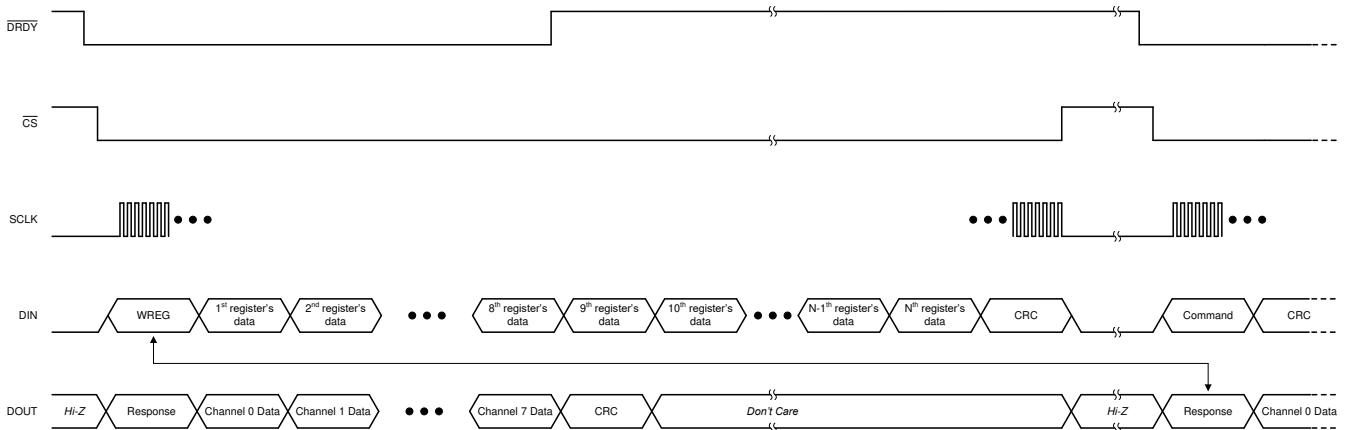 DRDY
CS
SCLK
DIN
WREG
1st register's
data
2nd register's
data
8th register's
data
9th register's
data
10th register's
data
N-1th register's
data
Nth register's
data
CRC
Command
CRC
DOUT
Hi-Z
Response
Channel 0 Data
Channel 1 Data
Channel 7 Data
CRC
Don't Care
Hi-Z
Response
Channel 0 Data